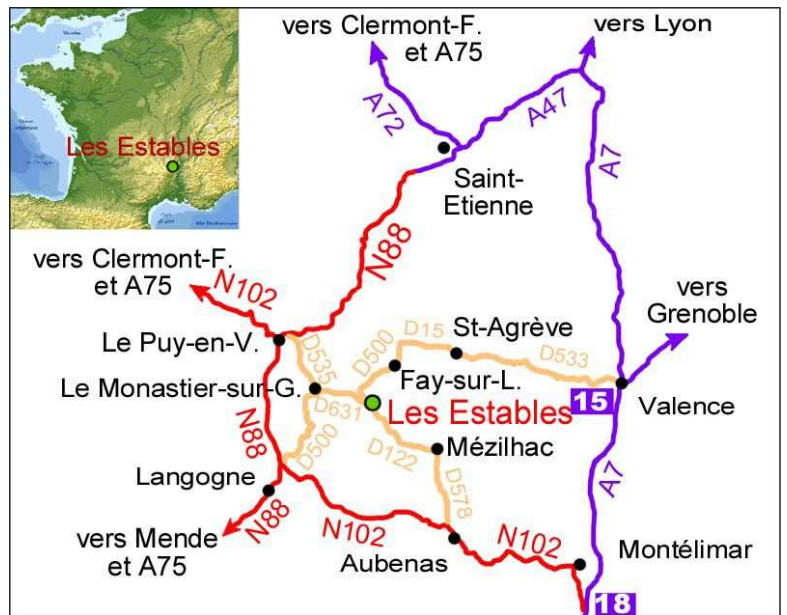 vers Clermont-F.
et A75
vers Lyon
A72
A47
A7
Les Estables
Saint-
Etienne
N88
vers Clermont-F.
et A75
N102
vers
Grenoble
Le Puy-en-V.
D535
D500
D15
St-Agrève
D533
Le Monastier-sur-G.
Fay-sur-L.
D631
Les Estables
15
Valence
N88
D500
D122
Mézilhac
A7
Langogne
D578
N88
vers Mende
et A75
N102
Aubenas
N102
Montélimar
18